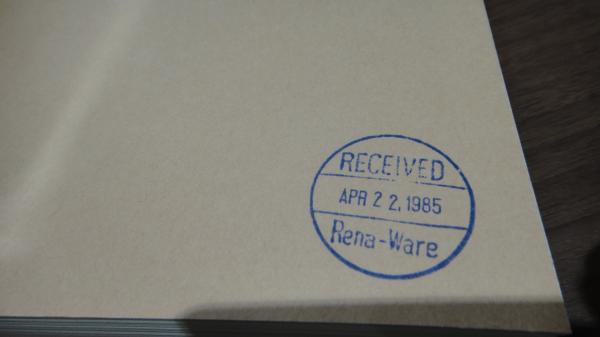 RECEIVED
APR 2 2, 1985
Rena-Ware